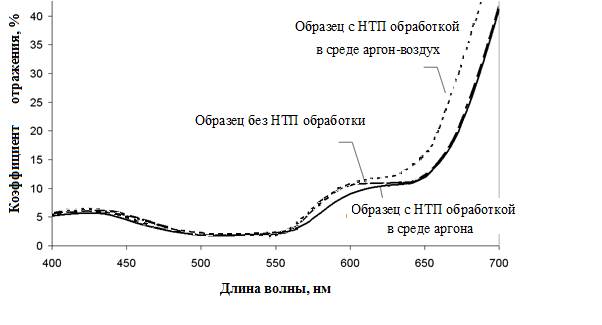 Коэффициент отражения, %
40
35
30
25
20
15
10
5
0
400
450
500
550
600
650
700
Длина волны, нм
Образец с НТП обработкой
в среде аргон-воздух
Образец без НТП обработки
Образец с НТП обработкой
в среде аргона